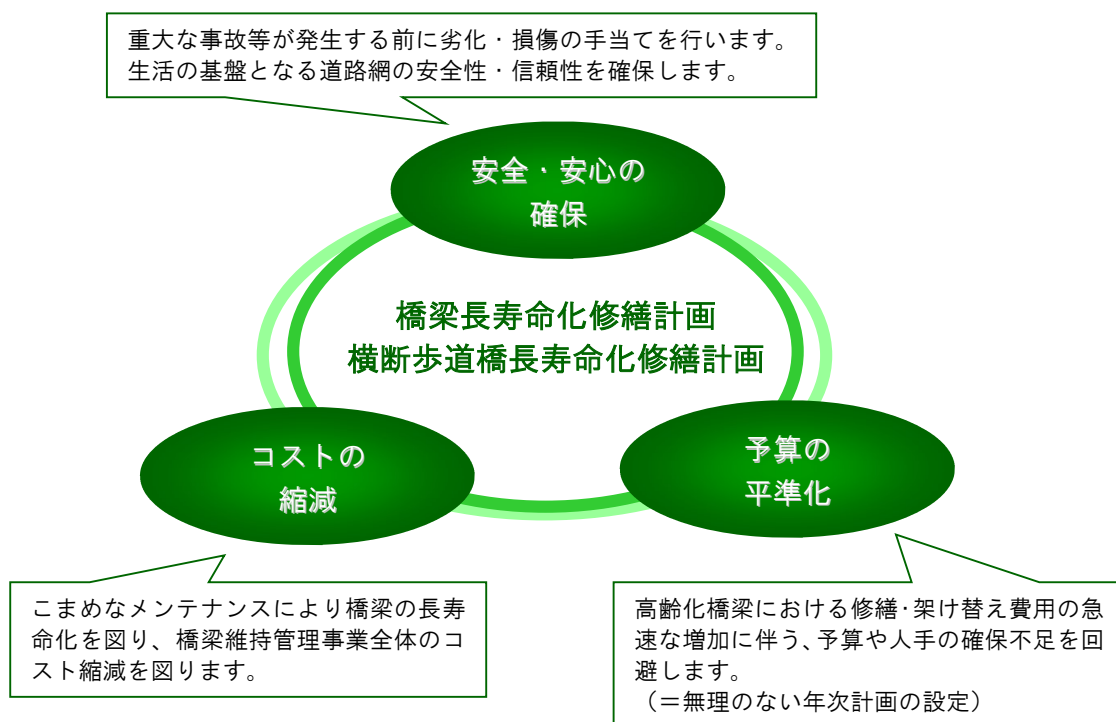 重大な事故等が発生する前に劣化・損傷の手当てを行います。
生活の基盤となる道路網の安全性・信頼性を確保します。
安全・安心の
確保
橋梁長寿命化修繕計画
横断歩道橋長寿命化修繕計画
コストの
縮減
予算の
平準化
こまめなメンテナンスにより橋梁の長寿
命化を図り、橋梁維持管理事業全体のコ
スト縮減を図ります。
高齢化橋梁における修繕・架け替え費用の急
速な増加に伴う、予算や人手の確保不足を回
避します。
（＝無理のない年次計画の設定）